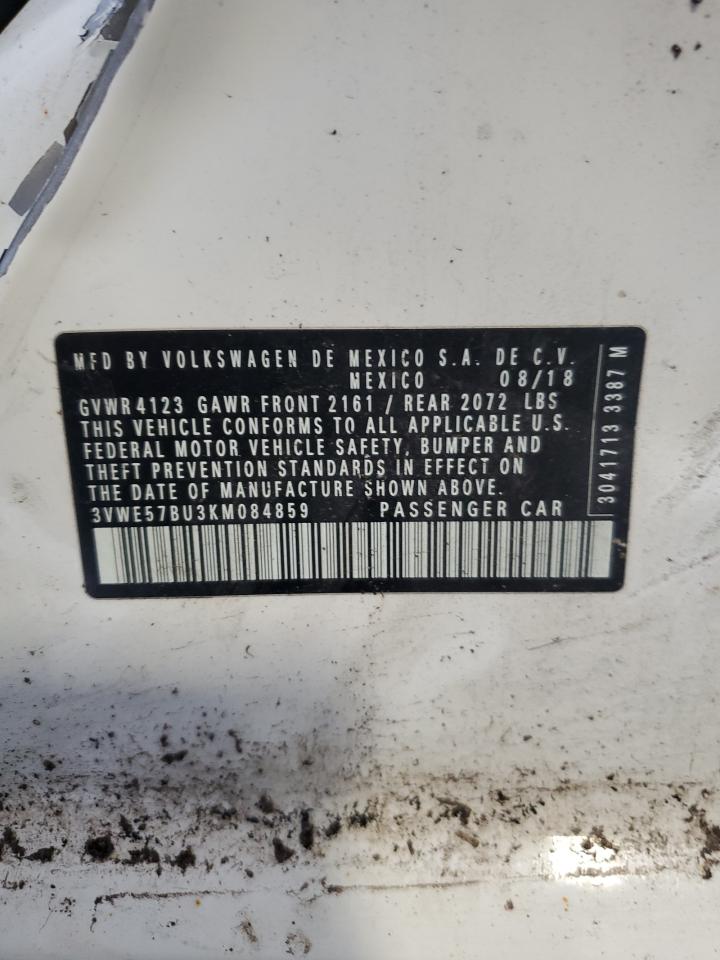 MFD BY VOLKSWAGEN DE MEXICO S.A. DE C.V.
MEXICO 08/18
GVWR 4123 GAWR FRONT 2161 / REAR 2072 LBS
THIS VEHICLE CONFORMS TO ALL APPLICABLE U.S.
FEDERAL MOTOR VEHICLE SAFETY, BUMPER AND
THEFT PREVENTION STANDARDS IN EFFECT ON
THE DATE OF MANUFACTURE SHOWN ABOVE.
3VWE57BU3KM084859 PASSENGER CAR
3041713 3387 M